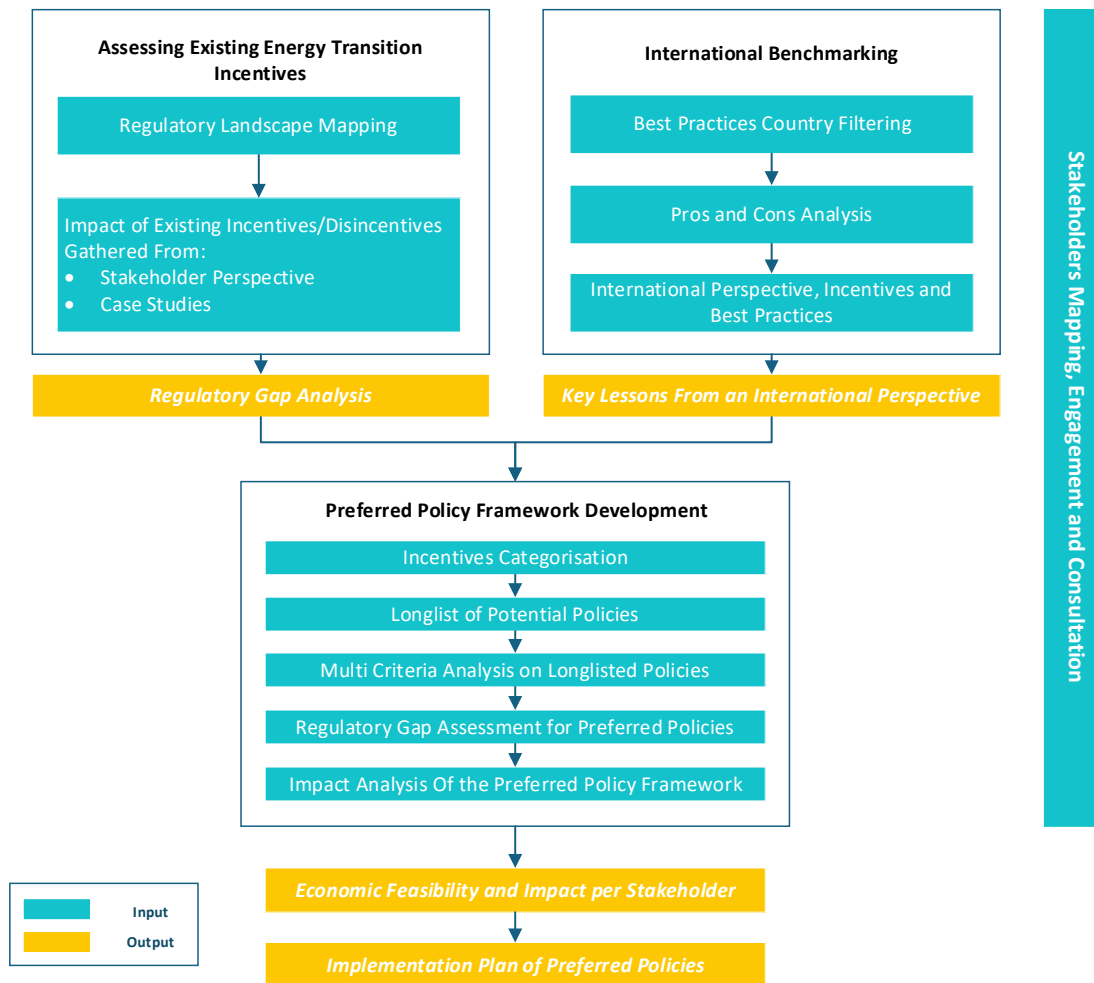 Assessing Existing Energy Transition
Incentives
Regulatory Landscape Mapping
Impact of Existing Incentives/Disincentives
Gathered From:
• Stakeholder Perspective
• Case Studies
Regulatory Gap Analysis
International Benchmarking
Best Practices Country Filtering
Pros and Cons Analysis
International Perspective, Incentives and
Best Practices
Key Lessons From an International Perspective
Stakeholders Mapping, Engagement and Consultation
Preferred Policy Framework Development
Incentives Categorisation
Longlist of Potential Policies
Multi Criteria Analysis on Longlisted Policies
Regulatory Gap Assessment for Preferred Policies
Impact Analysis Of the Preferred Policy Framework
Economic Feasibility and Impact per Stakeholder
Implementation Plan of Preferred Policies
Input
Output